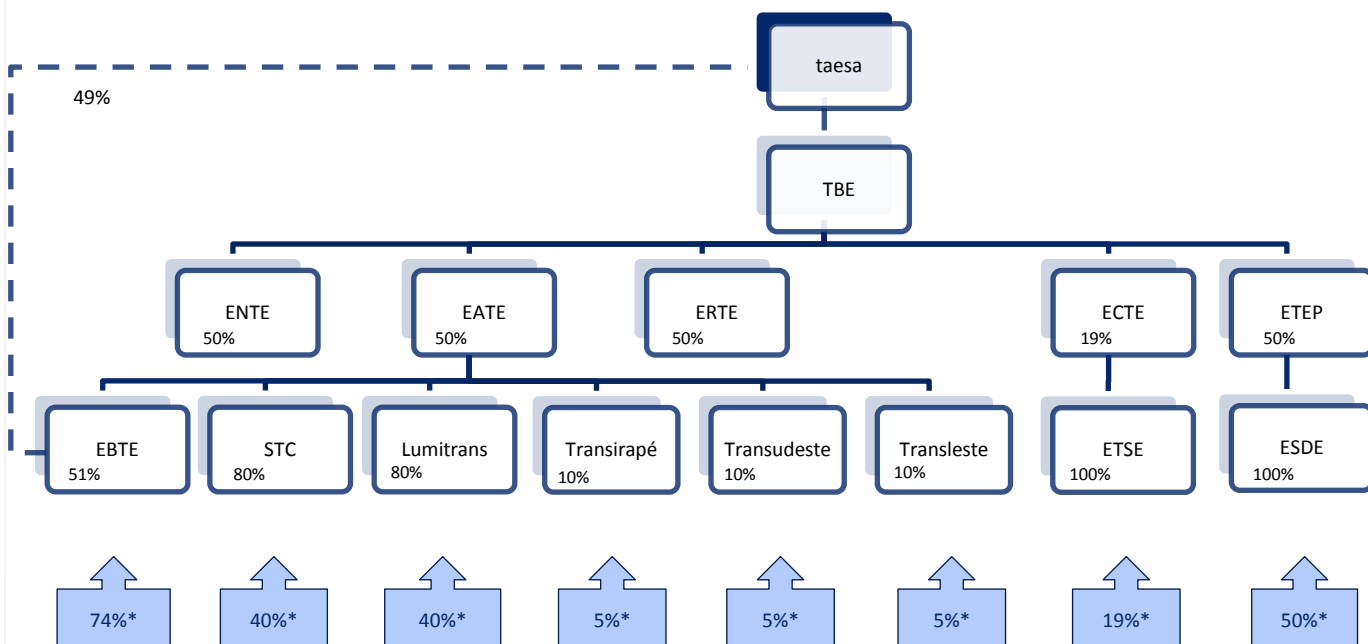 taesa
49%
TBE
ENTE
50%
EATE
50%
ERTE
50%
ECTE
19%
ETEP
50%
EBTE
51%
STC
80%
Lumitrans
80%
Transirapé
10%
Transudeste
10%
Transleste
10%
ETSE
100%
ESDE
100%
74%*
40%*
40%*
5%*
5%*
5%*
19%*
50%*